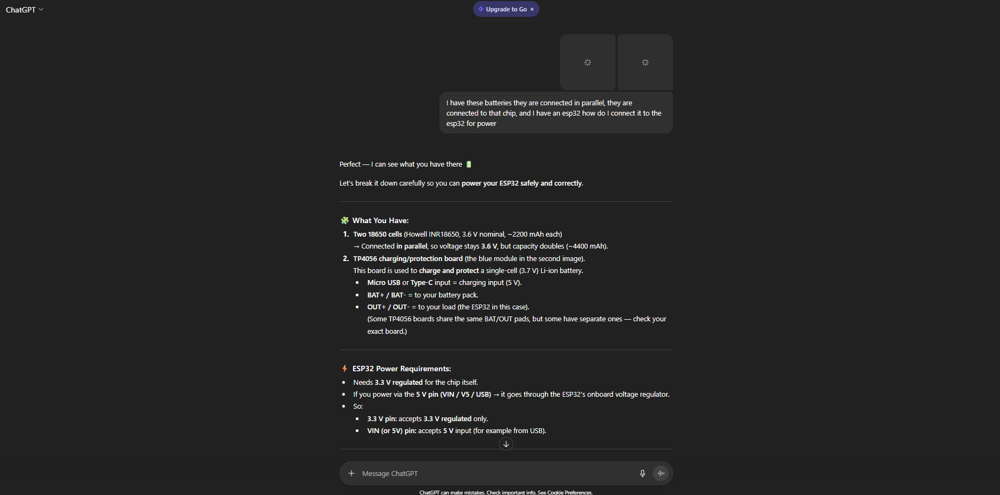 ChatGPT
Upgrade to Go ×
I have these batteries they are connected in parallel, they are
connected to that chip, and I have an esp32 how do I connect it to the
esp32 for power
Perfect — I can see what you have there 🔋
Let's break it down carefully so you can power your ESP32 safely and correctly.
🧩 What You Have:
1. Two 18650 cells (Howell INR18650, 3.6 V nominal, ~2200 mAh each)
→ Connected in parallel, so voltage stays 3.6 V, but capacity doubles (~4400 mAh).
2. TP4056 charging/protection board (the blue module in the second image).
This board is used to charge and protect a single-cell (3.7 V) Li-ion battery.
• Micro USB or Type-C input = charging input (5 V).
• BAT+ / BAT- = to your battery pack.
• OUT+ / OUT- = to your load (the ESP32 in this case).
(Some TP4056 boards share the same BAT/OUT pads, but some have separate ones — check your
exact board.)
⚡ ESP32 Power Requirements:
• Needs 3.3 V regulated for the chip itself.
• If you power via the 5 V pin (VIN / V5 / USB) → it goes through the ESP32's onboard voltage regulator.
• So:
• 3.3 V pin: accepts 3.3 V regulated only.
• VIN (or 5V) pin: accepts 5 V input (for example from USB).
Message ChatGPT
ChatGPT can make mistakes. Check important info. See Cookie Preferences.